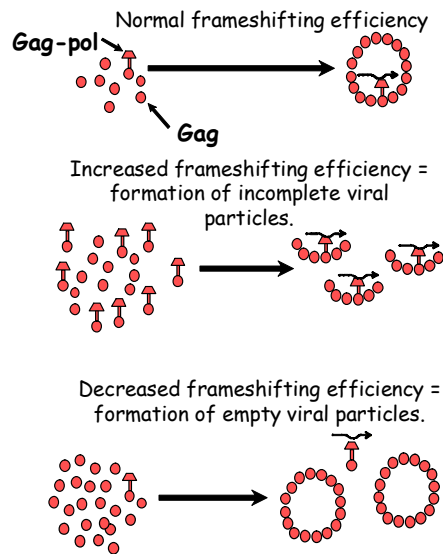 Normal frameshifting efficiency
Gag-pol
Gag
Increased frameshifting efficiency =
formation of incomplete viral
particles.
Decreased frameshifting efficiency =
formation of empty viral particles.